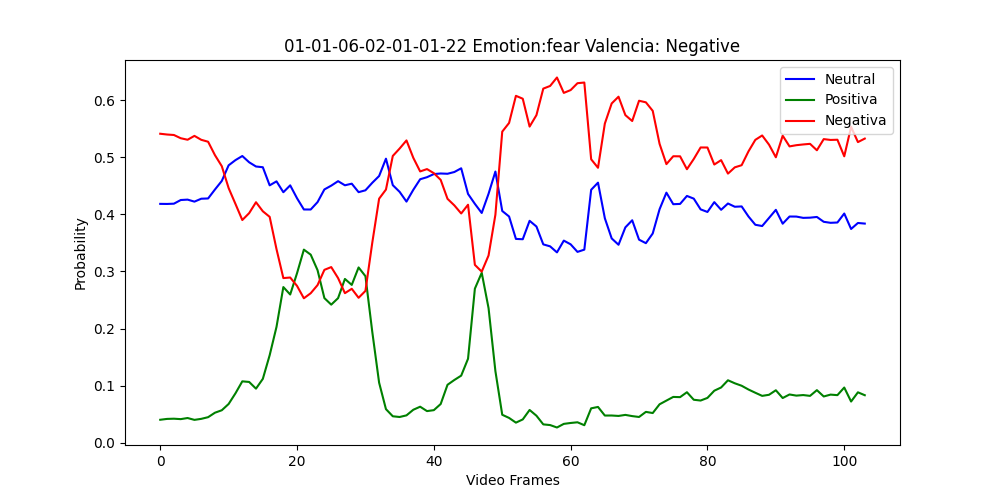 01-01-06-02-01-01-22 Emotion:fear Valencia: Negative
Neutral
Positiva
Negativa
Probability
0.6
0.5
0.4
0.3
0.2
0.1
0.0
0 20 40 60 80 100
Video Frames